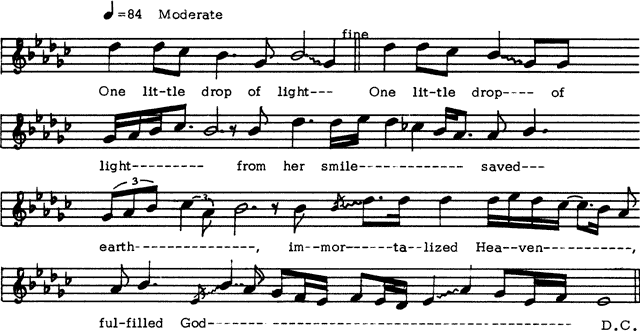 ♩=84 Moderate
fine
One lit-tle drop of light--- One lit-tle drop---- of
3
light--------- from her smile------------- saved---
3 3
earth---------------, im--mor------ta-lized Hea--ven-----------,
ful-filled God--------------------------------------------
D.C.